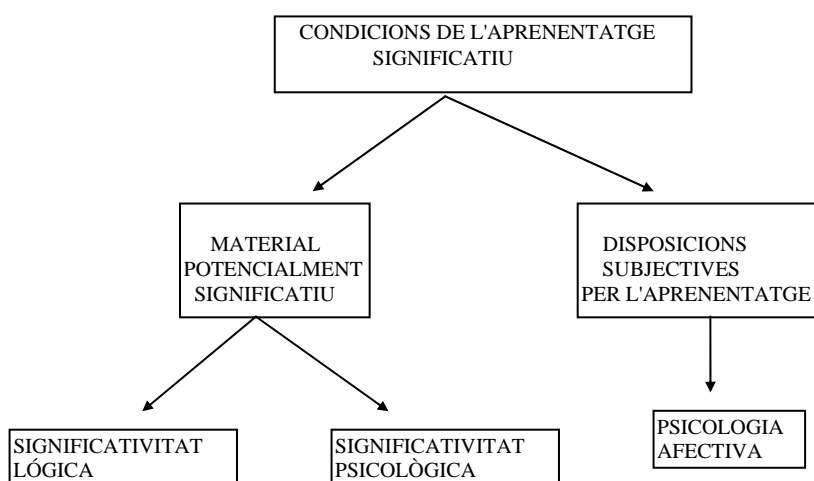 CONDICIONS DE L'APRENENTATGE
SIGNIFICATIU
MATERIAL
POTENCIALMENT
SIGNIFICATIU
DISPOSICIONS
SUBJECTIVES
PER L'APRENENTATGE
SIGNIFICATIVITAT
LÓGICA
SIGNIFICATIVITAT
PSICOLÒGICA
PSICOLOGIA
AFECTIVA